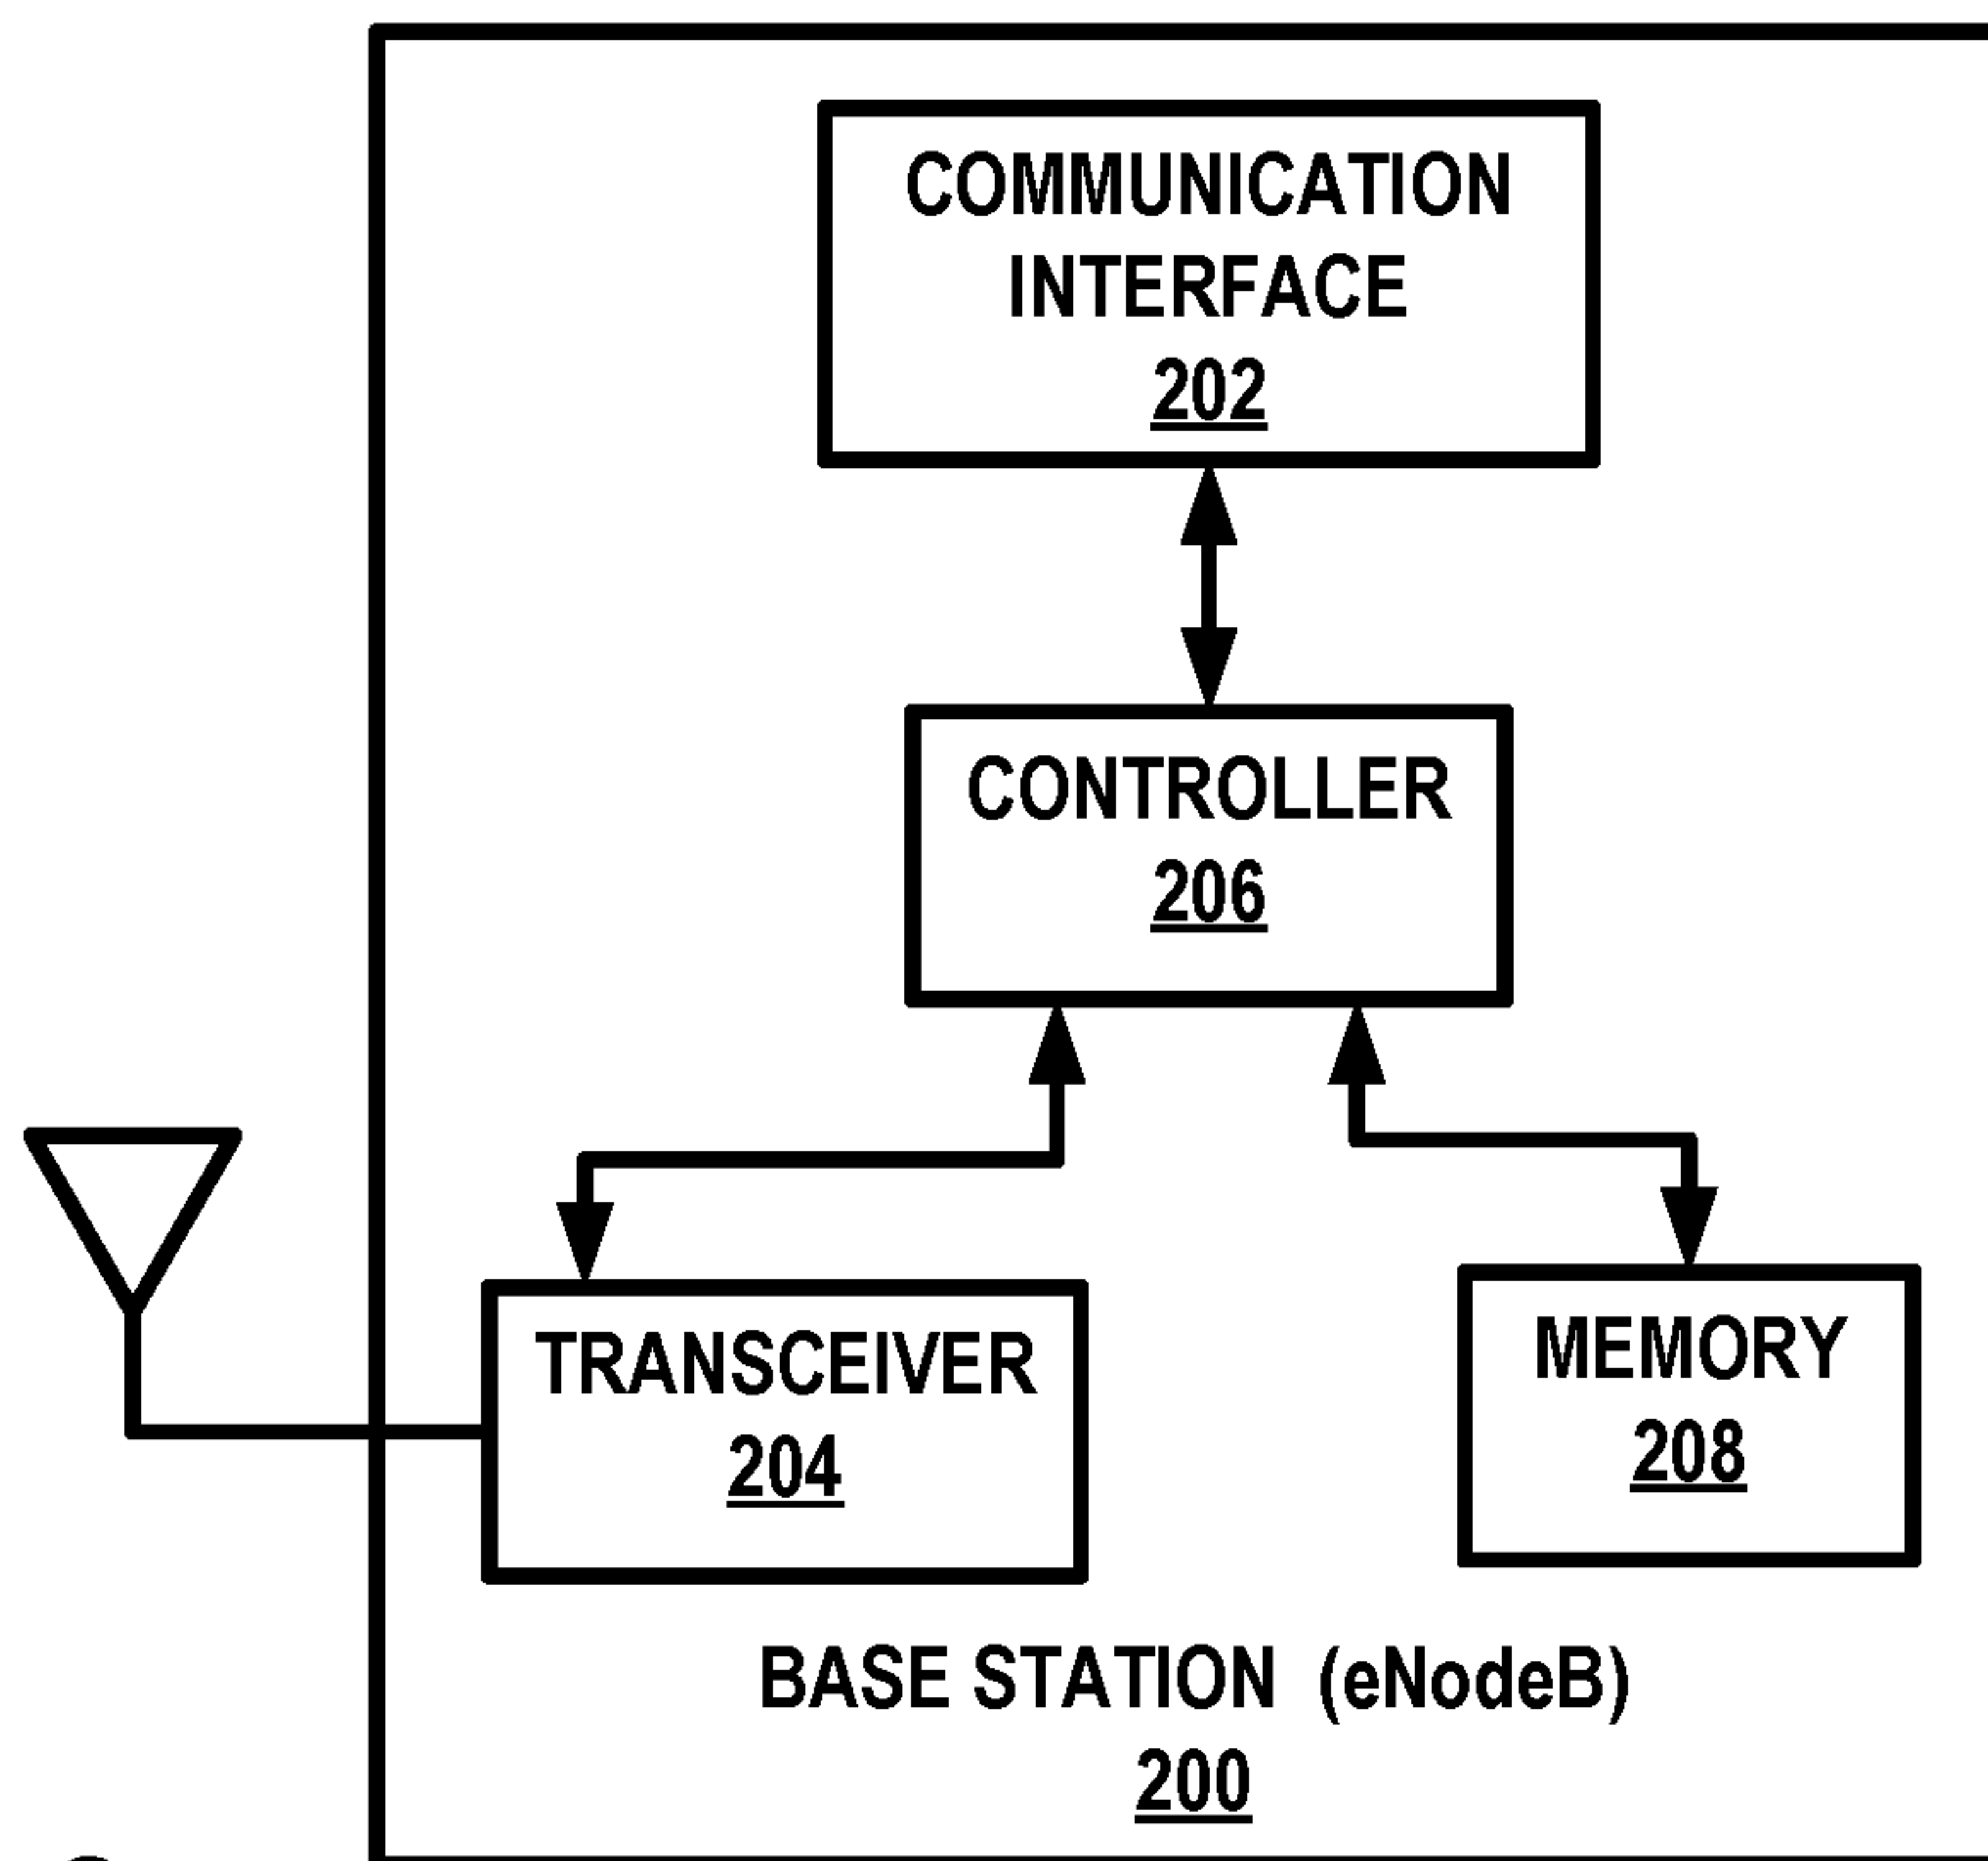 COMMUNICATION
INTERFACE
202
CONTROLLER
206
TRANSCEIVER
204
MEMORY
208
BASE STATION (eNodeB)
200